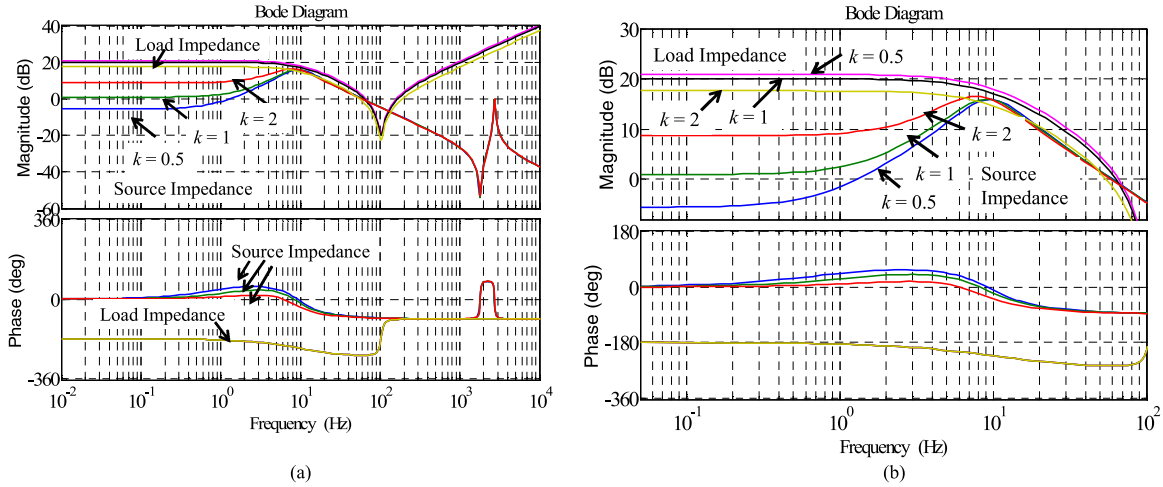 Bode Diagram
40
20
0
-20
-40
-60
Magnitude (dB)
Load Impedance
k = 2
k = 1
k = 0.5
Source Impedance
360
0
-360
Phase (deg)
Source Impedance
Load Impedance
10^-2
10^-1
10^0
10^1
10^2
10^3
10^4
Frequency (Hz)
(a)
Bode Diagram
30
20
10
0
Magnitude (dB)
Load Impedance
k = 0.5
k = 2
k = 1
k = 2
k = 1
k = 0.5
Source
Impedance
180
0
-180
-360
Phase (deg)
10^-1
10^0
10^1
10^2
Frequency (Hz)
(b)